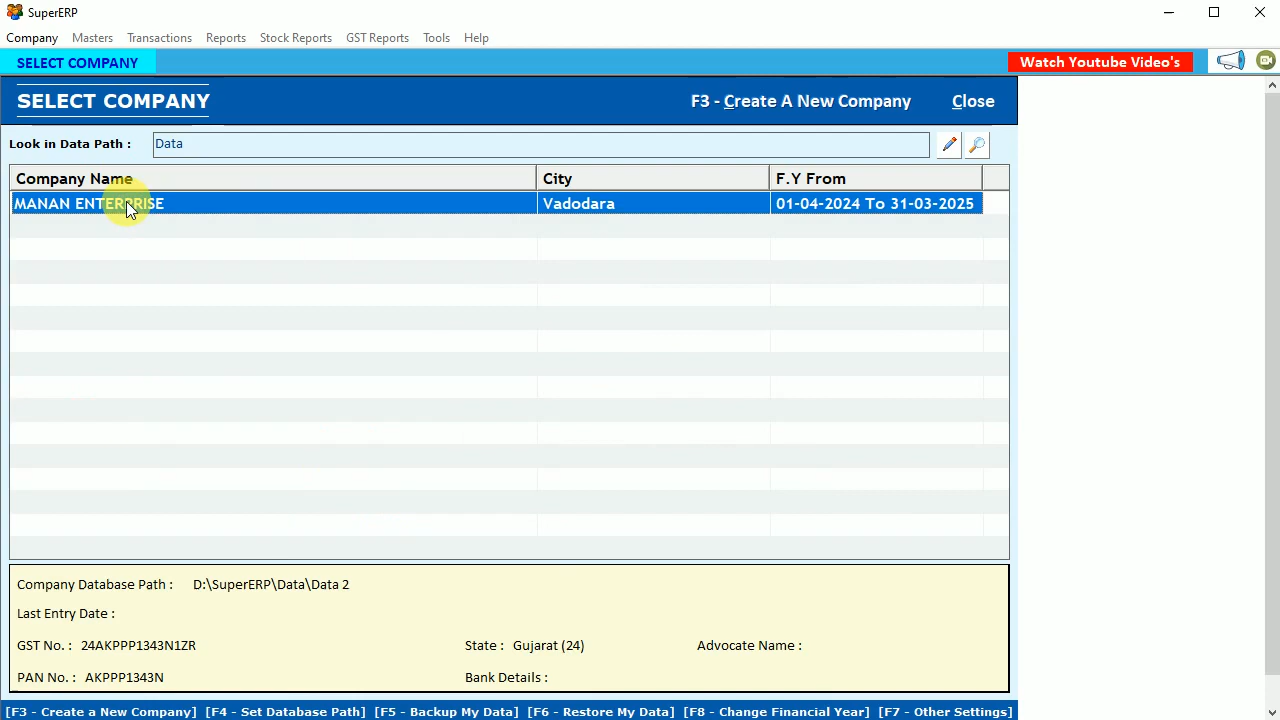 SuperERP
Company Masters Transactions Reports Stock Reports GST Reports Tools Help
SELECT COMPANY Watch Youtube Video's
SELECT COMPANY F3 - Create A New Company Close
Look in Data Path : Data
Company Name City F.Y From
MANAN ENTERPRISE Vadodara 01-04-2024 To 31-03-2025
Company Database Path : D:\SuperERP\Data\Data 2
Last Entry Date :
GST No. : 24AKPPP1343N1ZR State : Gujarat (24) Advocate Name :
PAN No. : AKPPP1343N Bank Details :
[F3 - Create a New Company] [F4 - Set Database Path] [F5 - Backup My Data] [F6 - Restore My Data] [F8 - Change Financial Year] [F7 - Other Settings]